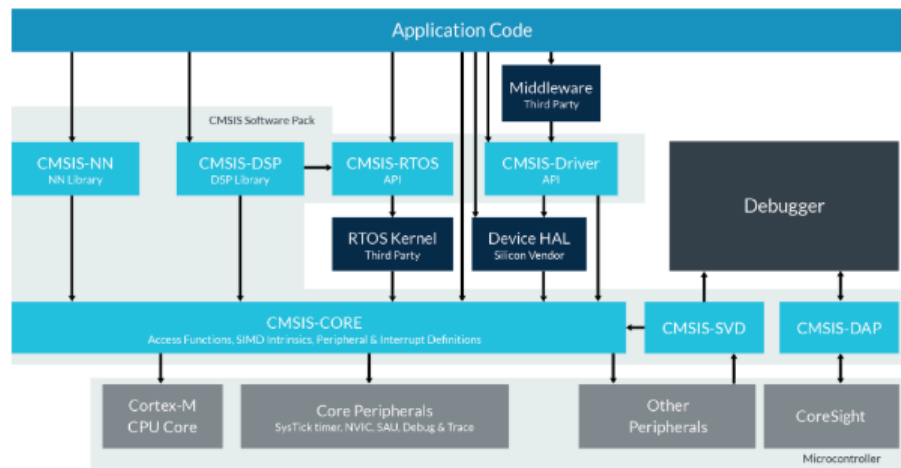 Application Code
Middleware
Third Party
CMSIS Software Pack
CMSIS-NN
NN Library
CMSIS-DSP
DSP Library
CMSIS-RTOS
API
CMSIS-Driver
API
Debugger
RTOS Kernel
Third Party
Device HAL
Silicon Vendor
CMSIS-CORE
Access Functions, SIMD Intrinsics, Peripheral & Interrupt Definitions
CMSIS-SVD
CMSIS-DAP
Cortex-M
CPU Core
Core Peripherals
SysTick timer, NVIC, SAU, Debug & Trace
Other
Peripherals
CoreSight
Microcontroller